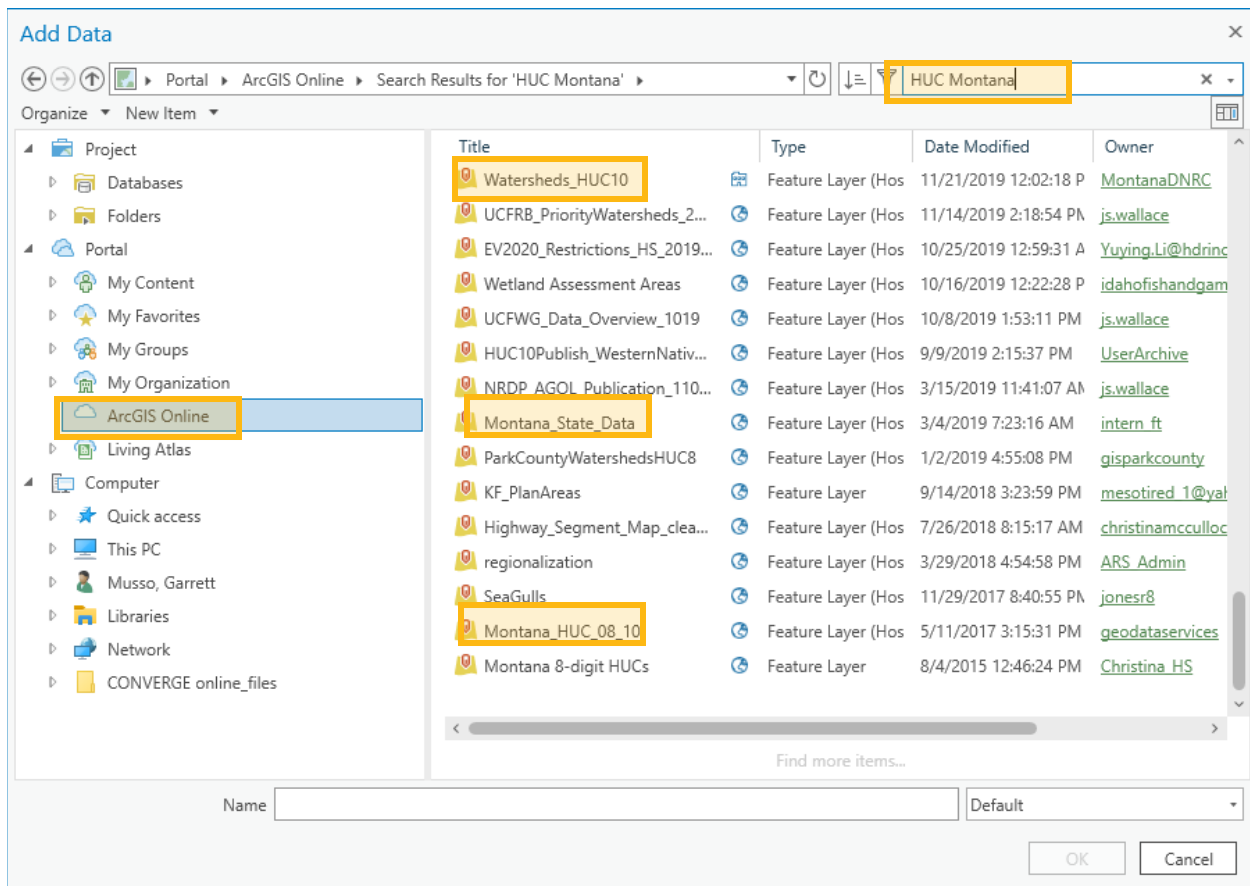 Add Data
Portal ArcGIS Online Search Results for 'HUC Montana' HUC Montana
Organize New Item
Project
Databases
Folders
Portal
My Content
My Favorites
My Groups
My Organization
ArcGIS Online
Living Atlas
Computer
Quick access
This PC
Musso, Garrett
Libraries
Network
CONVERGE online_files
Title Type Date Modified Owner
Watersheds_HUC10 Feature Layer (Hos 11/21/2019 12:02:18 P MontanaDNRC
UCFRB_PriorityWatersheds_2... Feature Layer (Hos 11/14/2019 2:18:54 PM js.wallace
EV2020_Restrictions_HS_2019... Feature Layer (Hos 10/25/2019 12:59:31 A Yuying.Li@hdrinc
Wetland Assessment Areas Feature Layer (Hos 10/16/2019 12:22:28 P idahofishandgam
UCFWG_Data_Overview_1019 Feature Layer (Hos 10/8/2019 1:53:11 PM js.wallace
HUC10Publish_WesternNativ... Feature Layer (Hos 9/9/2019 2:15:37 PM UserArchive
NRDP_AGOL_Publication_110... Feature Layer (Hos 3/15/2019 11:41:07 AM js.wallace
Montana_State_Data Feature Layer (Hos 3/4/2019 7:23:16 AM intern_ft
ParkCountyWatershedsHUC8 Feature Layer (Hos 1/2/2019 4:55:08 PM gisparkcounty
KF_PlanAreas Feature Layer 9/14/2018 3:23:59 PM mesotired_1@yah
Highway_Segment_Map_clea... Feature Layer (Hos 7/26/2018 8:15:17 AM christinamcculloc
regionalization Feature Layer (Hos 3/29/2018 4:54:58 PM ARS_Admin
SeaGulls Feature Layer (Hos 11/29/2017 8:40:55 PM jonesr8
Montana_HUC_08_10 Feature Layer (Hos 5/11/2017 3:15:31 PM geodataservices
Montana 8-digit HUCs Feature Layer 8/4/2015 12:46:24 PM Christina_HS
Find more items...
Name Default
OK Cancel